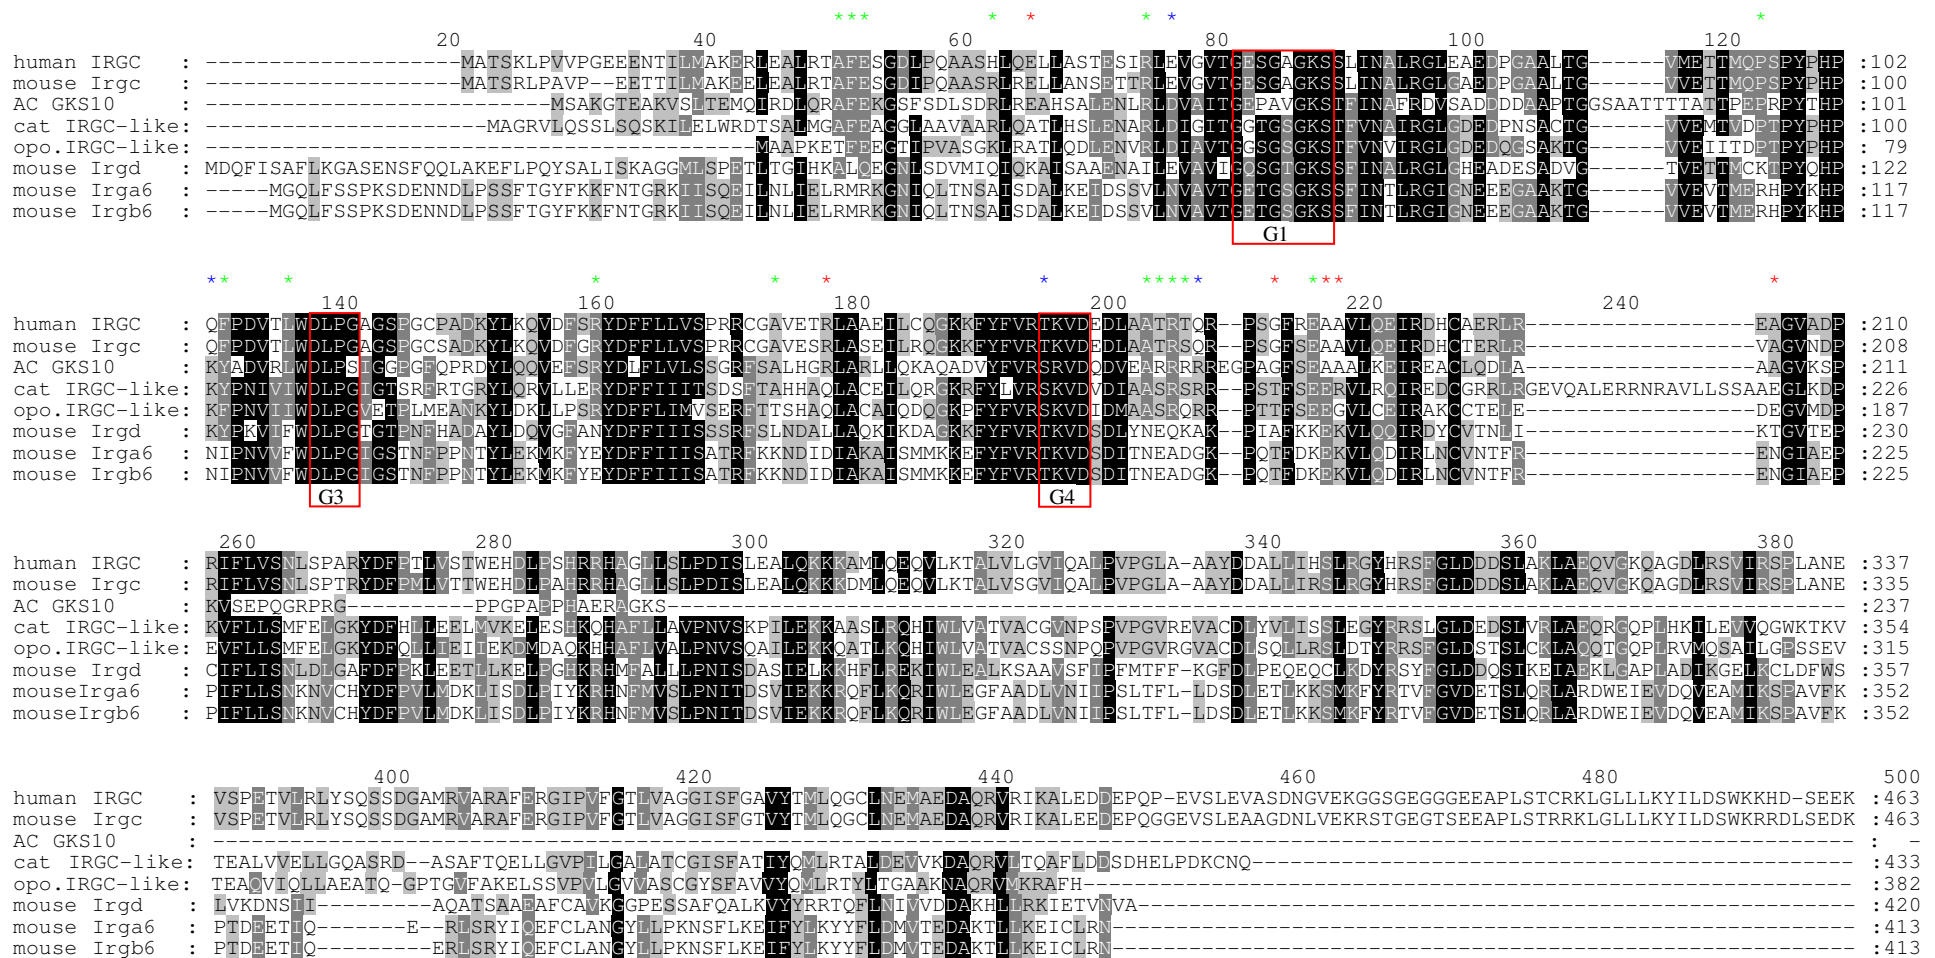 * * * * * * * *
20 40 60 80 100 120
human IRGC : --------------------MATSKLPVVPGEEENTILMAKERLEALRTAFESGDLPQAASHLQELLASTESIRLEVGVTGESGAGKSSLINALRGLEAEDPGAALTG------VMETTMQPSPYPHP :102
mouse Irgc : --------------------MATSRLPAVP-EETTILMAKEELEALRTAFESGDIPQAASRLRELLANSETTRLEVGVTGESGAGKSSLINALRGLGAEDPGAALTG------VMETTMQPSPYPHP :100
AC GKS10 : ---------------------------MSAKGTEAKVSLTEMQIRDLQRAFEKGSFSDLSDRLREAHSALENLRLDVAITGEPAVGKSTFINAFRDVSADDDDAAPTGGSAATTTTATTPEPRPYTHP :101
cat IRGC-like: ----------------------MAGRVLQSSLSQSKILELWRDTSALMGAFEAGGLAAVAARLQATLHSLENARLDIGITGGTGSGKSTFVNAIRGLGDEDPNSACTG------VVEMTVDPTPYPHP :100
opo.IRGC-like: -------------------------------------------MAAPKETFEEGTIPVASGKLRATLQDLENVRLDIAVTGGSGSGKSTFVNVIRGLGDEDQGSAKTG------VVEIITDPTPYPHP : 79
mouse Irgd : MDQFISAFLKGASENSFQQLAKEFLPQYSALISKAGGMLSPETLTGIHKALQEGNLSDVMIQIQKAISAAENAILEVAVIGQSGTGKSSFINALRGLGHEADESADVG------TVETTMCKTPYQHP :122
mouse Irga6 : -----MGQLFSSPKSDENNDLPSSFTGYFKKFNTGRKIISQEILNLIELRMRKGNIQLTNSAISDALKEIDSSVLNVAVTGETGSGKSSFINTLRGIGNEEEGAAKTG------VVEVTMERHPYKHP :117
mouse Irgb6 : -----MGQLFSSPKSDENNDLPSSFTGYFKKFNTGRKIISQEILNLIELRMRKGNIQLTNSAISDALKEIDSSVLNVAVTGETGSGKSSFINTLRGIGNEEEGAAKTG------VVEVTMERHPYKHP :117
G1
* * * * * * * * * * * * * * * *
140 160 180 200 220 240
human IRGC : QFPDVTLWDLPGAGSPGCPADKYLKQVDFSRYDFFLLVSPRRCGAVETRLAAEILCQGKKFYFVRTKVDEDLAATRTQR--PSGFREAAVLQEIRDHCAERLR------------------EAGVADP :210
mouse Irgc : QFPDVTLWDLPGAGSPGCSADKYLKQVDFGRYDFFLLVSPRRCGAVESRLASEILRQGKKFYFVRTKVDEDLAATRSQR--PSGFSEAAVLQEIRDHCTERLR------------------VAGVNDP :208
AC GKS10 : KYADVRLWDLPSIGGPGFQPRDYLQQVSFSRYDLFLVLSSGRFSALHGRLARLLQKAQADVYFVRSRVDQDVEARRRRREGPAGFSEAAALKEIREACLQDLA------------------AAGVKSP :211
cat IRGC-like: KYPNIVIWDLPGIGTSRFRTGRYLQRVLLERYDFFIIITSDSFTAHHAQLACEILQRGKRFYLVRSKVDVDIAASRSRR--PSTFSEERVLRQIREDCGRRLRGEVQALERRNRAVLLSSAAEGLKDP :226
opo.IRGC-like: KFPNVIIWDLPGVETPLMEANKYLDKLLPSRYDFFLIMVSERFTTSHAQLACAIQDQGKPFYFVRSKVDIDMAASRQRR--PTTFSEEGVLCEIRAKCCTELE------------------DEGVMDP :187
mouse Irgd : KYPKVIFWDLPGTGTPNFHADAYLDQVGFANYDFFIIISSSRFSLNDALLAQKIKDAGKKFYFVRTKVDSDLYNEQKAK--PIAFKKEKVLQQIRDYCVTNLI------------------KTGVTEP :230
mouse Irga6 : NIPNVVFWDLPGIGSTNFPPNTYLEKMKFYEYDFFIIISATRFKKNDIDIAKAISMMKKEFYFVRTKVDSDITNEADGK--PQTFDKEKVLQDIRLNCVNTFR------------------ENGIAEP :225
mouse Irgb6 : NIPNVVFWDLPGIGSTNFPPNTYLEKMKFYEYDFFIIISATRFKKNDIDIAKAISMMKKEFYFVRTKVDSDITNEADGK--PQTFDKEKVLQDIRLNCVNTFR------------------ENGIAEP :225
G3 G4
260 280 300 320 340 360 380
human IRGC : RIFLVSNLSPARYDFPTLVSTWEHDLPSHRRHAGLLSLPDISLEALQKKKAMLQEQVLKTALVLGVIQALPVPGLA-AAYDDALLIHSLRGYHRSFGLDDDSLAKLAEQVGKQAGDLRSVIRSPLANE :337
mouse Irgc : RIFLVSNLSPTRYDFPMLVTTWEHDLPAHRRHAGLLSLPDISLEALQKKKDMLQEQVLKTALVSGVIQALPVPGLA-AAYDDALLIRSLRGYHRSFGLDDDSLAKLAEQVGKQAGDLRSVIRSPLANE :335
AC GKS10 : KVSEPQGRPRG----------PPGPAPPHAERAGKS-------------------------------------------------------------------------------------------- :237
cat IRGC-like: KVFLLSMFELGKYDFHLLEELMVKELESHKQHAFLLAVPNVSKPILEKKAASLRQHIWLVATVACGVNPSPVPGVREVACDLYVLISSLEGYRRSLGLDEDSLVRLAEQRGQPLHKILEVVQGWKTKV :354
opo.IRGC-like: EVFLLSMFELGKYDFQLLIEIIEKDMDAQKHHAFLVALPNVSQAILEKKQATLKQHIWLVATVACSSNPQPVPGVRGVACDLSQLLRSLDTYRRSFGLDSTSLCKLAQQTGQPLRVMQSAILGPSSEV :315
mouse Irgd : CIFLISNLDLGAFDFPKLEETLLKELPGHKRHMFALLLPNISDASIELKKHFLREKIWLEALKSAAVSFIPFMTFF-KGFDLPEQEQCLKDYRSYFGLDDQSIKEIAEKLGAPLADIKGELKCLDFWS :357
mouseIrga6 : PIFLLSNKNVCHYDFPVLMDKLISDLPIYKRHNFMVSLPNITDSVIEKKRQFLKQRIWLEGFAADLVNIIPSLTFL-LDSDLETLKKSMKFYRTVFGVDETSLQRLARDWEIEVDQVEAMIKSPAVFK :352
mouseIrgb6 : PIFLLSNKNVCHYDFPVLMDKLISDLPIYKRHNFMVSLPNITDSVIEKKRQFLKQRIWLEGFAADLVNIIPSLTFL-LDSDLETLKKSMKFYRTVFGVDETSLQRLARDWEIEVDQVEAMIKSPAVFK :352
400 420 440 460 480 500
human IRGC : VSPETVLRLYSQSSDGAMRVARAFERGIPVFGTLVAGGISFGAVYTMLQGCLNEMAEDAQRVRIKALEDDEPQP-EVSLEVASDNGVEKGGSGEGGGEEAPLSTCRKLGLLLKYILDSWKKHD-SEEK :463
mouse Irgc : VSPETVLRLYSQSSDGAMRVARAFERGIPVFGTLVAGGISFGTVYTMLQGCLNEMAEDAQRVRIKALEEDEPQGGEVSLEAAGDNLVEKRSTGEGTSEEAPLSTRRKLGLLLKYILDSWKRRDLSEDK :463
AC GKS10 : ------------------------------------------------------------------------------------------------------------------------------- : -
cat IRGC-like: TEALVVELLGQASRD--ASAFTQELLGVPILGALATCGISFATIYQMLRTALDEVVKDAQRVLTQAFLDDSDHELPDKCNQ------------------------------------------------ :433
opo.IRGC-like: TEAQVIQLLAEATQ-GPTGVFAKELSSVPVLGVVASCGYSFAVVYQMLRTYLTGAAKNAQRVMKRAFH------------------------------------------------------------- :382
mouse Irgd : LVKDNSII--------AQATSAAEAFCAVKGGPESSAFQALKVYYRRTQFLNIVVDDAKHLLRKIETVNVA---------------------------------------------------------- :420
mouse Irga6 : PTDEETIQ--------E--RLSRYIQEFCLANGYLLPKNSFLKEIFYLKYYFLDMVTEDAKTLLKEICLRN---------------------------------------------------------- :413
mouse Irgb6 : PTDEETIQ----------ERLSRYIQEFCLANGYLLPKNSFLKEIFYLKYYFLDMVTEDAKTLLKEICLRN---------------------------------------------------------- :413